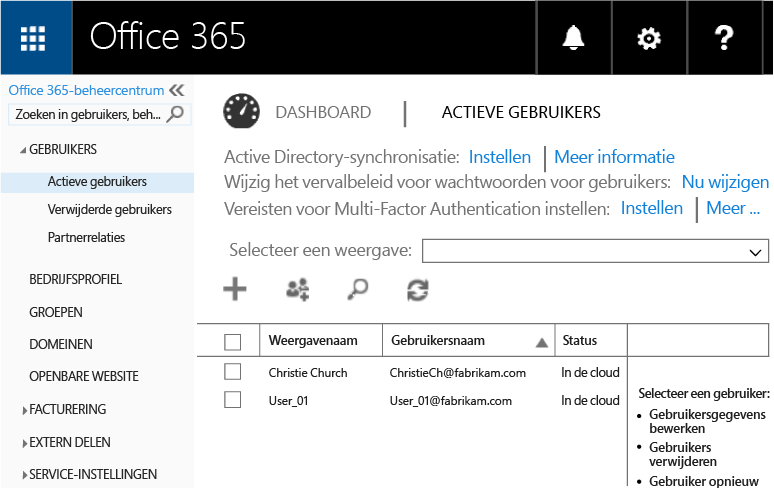 Office 365
?
Office 365-beheercentrum
Zoeken in gebruikers, beh...
GEBRUIKERS
Actieve gebruikers
Verwijderde gebruikers
Partnerrelaties
BEDRIJFSPROFIEL
GROEPEN
DOMEINEN
OPENBARE WEBSITE
FACTURERING
EXTERN DELEN
SERVICE-INSTELLINGEN
DASHBOARD | ACTIEVE GEBRUIKERS
Active Directory-synchronisatie: Instellen | Meer informatie
Wijzig het vervalbeleid voor wachtwoorden voor gebruikers: Nu wijzigen
Vereisten voor Multi-Factor Authentication instellen: Instellen | Meer ...
Selecteer een weergave:
Weergavenaam Gebruikersnaam Status
Christie Church ChristieCh@fabrikam.com In de cloud
User_01 User_01@fabrikam.com In de cloud
Selecteer een gebruiker:
• Gebruikersgegevens
bewerken
• Gebruikers
verwijderen
• Gebruiker opnieuw